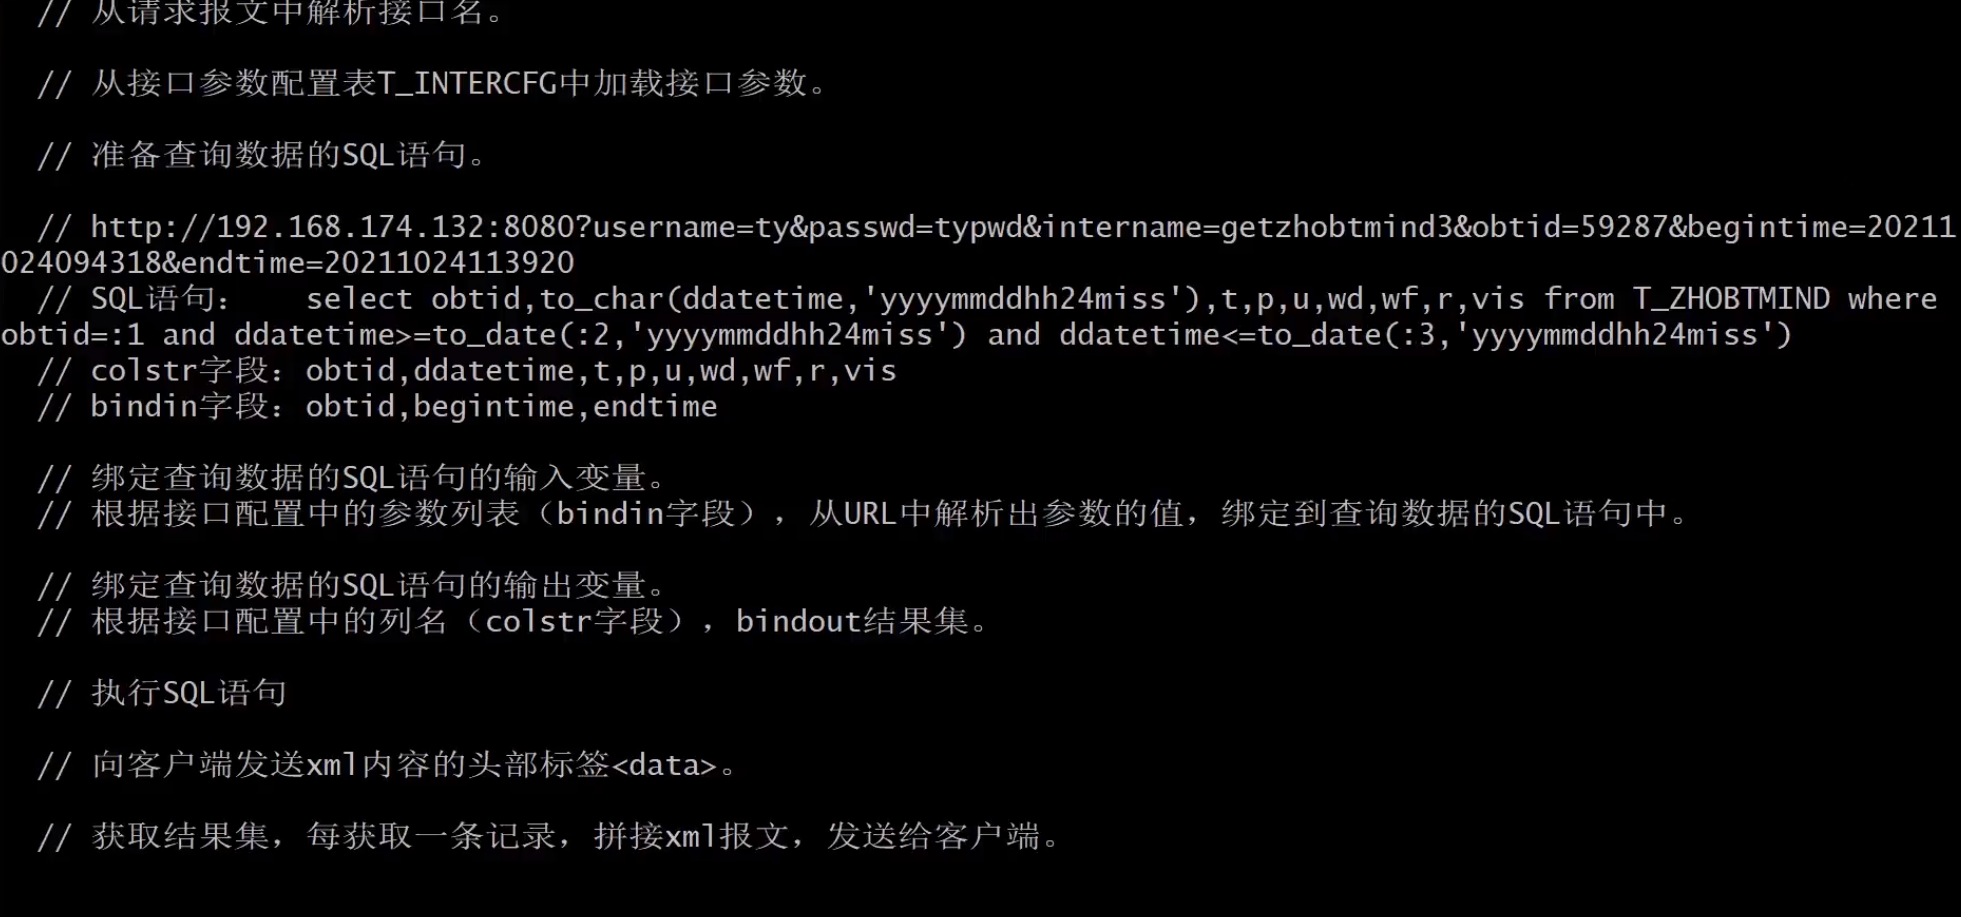 // 从请求报文中解析接口名。
// 从接口参数配置表T_INTERCFG中加载接口参数。
// 准备查询数据的SQL语句。
// http://192.168.174.132:8080?username=ty&passwd=typwd&intername=getzhobtmind3&obtid=59287&begintime=20211
024094318&endtime=20211024113920
// SQL语句：   select obtid,to_char(ddatetime,'yyyymmddhh24miss'),t,p,u,wd,wf,r,vis from T_ZHOBTMIND where
obtid=:1 and ddatetime>=to_date(:2,'yyyymmddhh24miss') and ddatetime<=to_date(:3,'yyyymmddhh24miss')
// colstr字段：obtid,ddatetime,t,p,u,wd,wf,r,vis
// bindin字段：obtid,begintime,endtime
// 绑定查询数据的SQL语句的输入变量。
// 根据接口配置中的参数列表（bindin字段），从URL中解析出参数的值，绑定到查询数据的SQL语句中。
// 绑定查询数据的SQL语句的输出变量。
// 根据接口配置中的列名（colstr字段），bindout结果集。
// 执行SQL语句
// 向客户端发送xml内容的头部标签<data>。
// 获取结果集，每获取一条记录，拼接xml报文，发送给客户端。